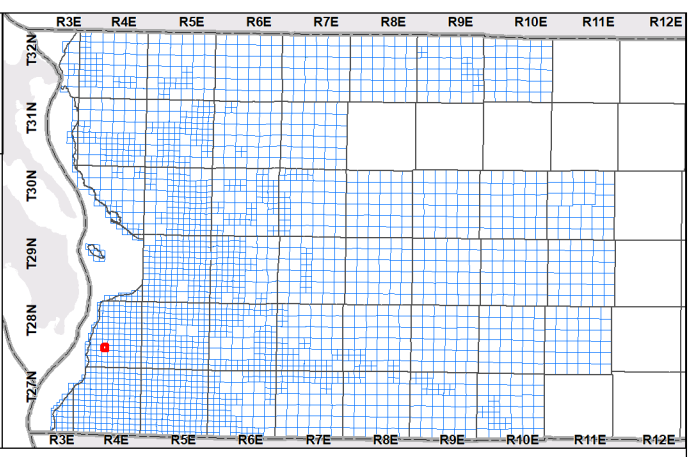 R3E R4E R5E R6E R7E R8E R9E R10E R11E R12E
T32N
T31N
T30N
T29N
T28N
T27N
R3E R4E R5E R6E R7E R8E R9E R10E R11E R12E